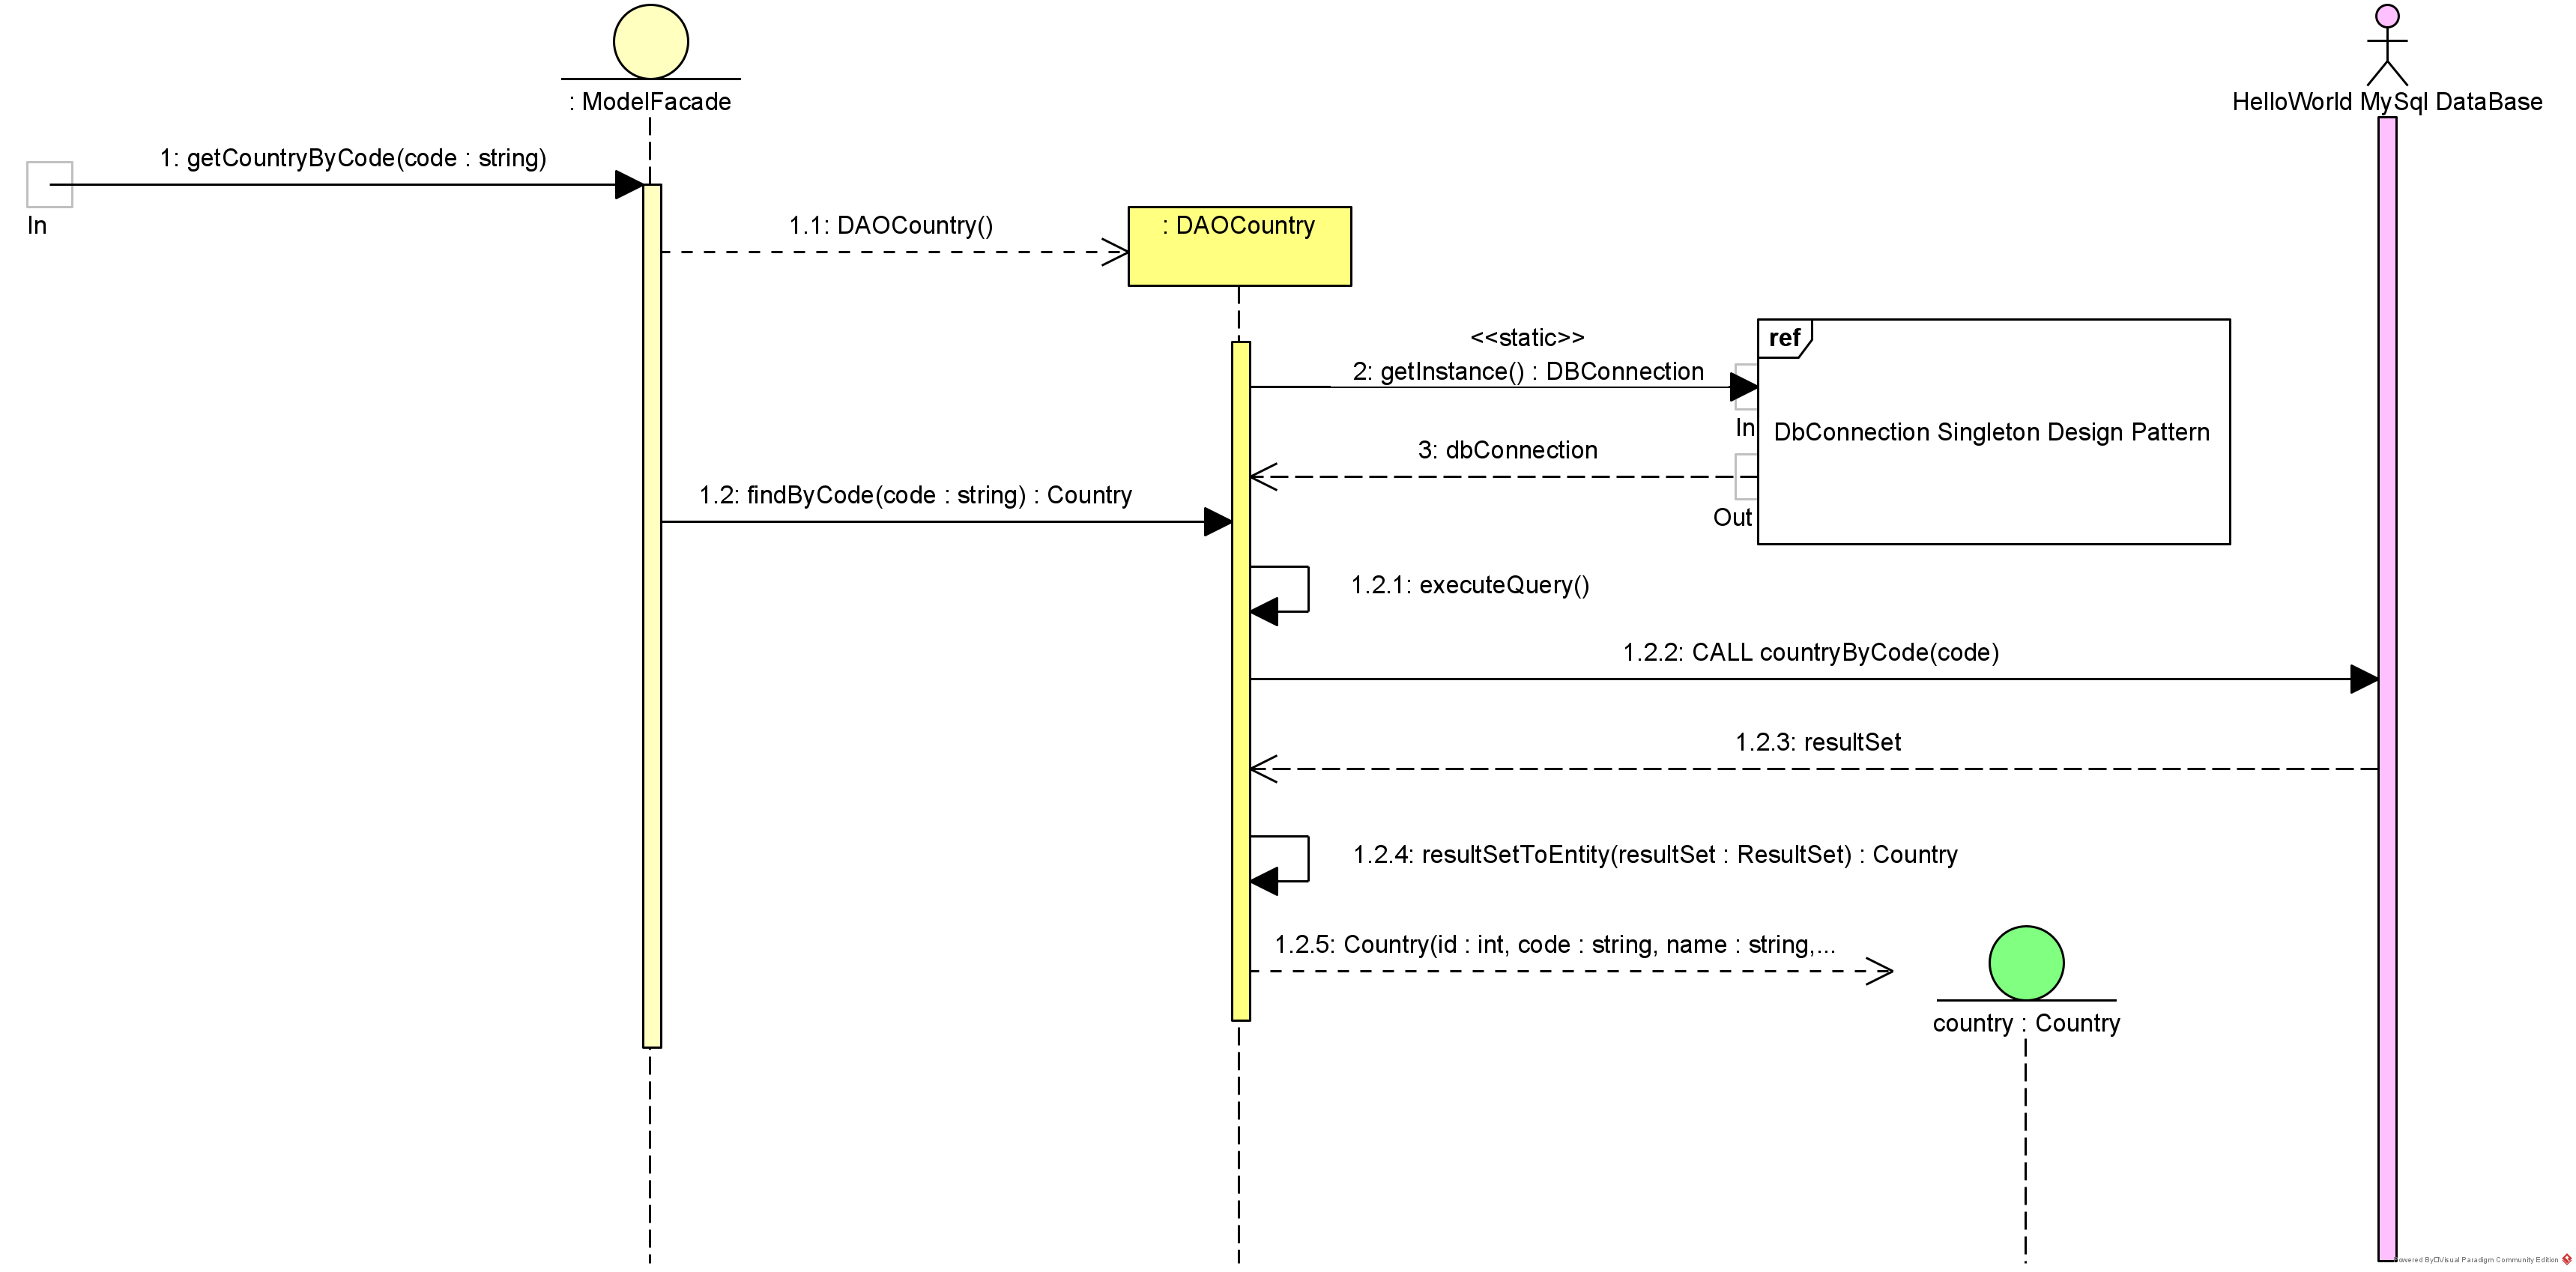 : ModelFacade
HelloWorld MySql DataBase
1: getCountryByCode(code : string)
In
1.1: DAOCountry()
: DAOCountry
<<static>>
2: getInstance() : DBConnection
ref
In
DbConnection Singleton Design Pattern
3: dbConnection
Out
1.2: findByCode(code : string) : Country
1.2.1: executeQuery()
1.2.2: CALL countryByCode(code)
1.2.3: resultSet
1.2.4: resultSetToEntity(resultSet : ResultSet) : Country
1.2.5: Country(id : int, code : string, name : string,...
country : Country
Powered By Visual Paradigm Community Edition